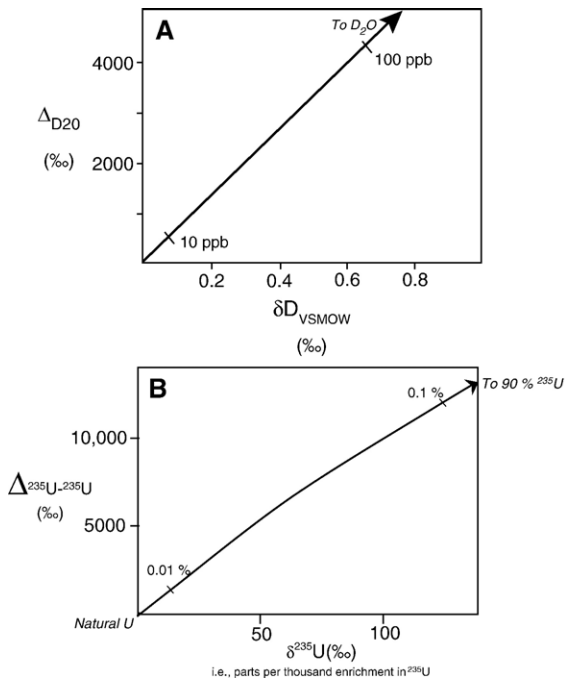 A
To D₂O
4000
100 ppb
Δ_D20
(‰)
2000
10 ppb
0.2 0.4 0.6 0.8
δD_VSMOW
(‰)
B
To 90 % ²³⁵U
0.1 %
10,000
Δ²³⁵U-²³⁵U
(‰)
5000
0.01 %
Natural U
50 100
δ²³⁵U(‰)
i.e., parts per thousand enrichment in ²³⁵U